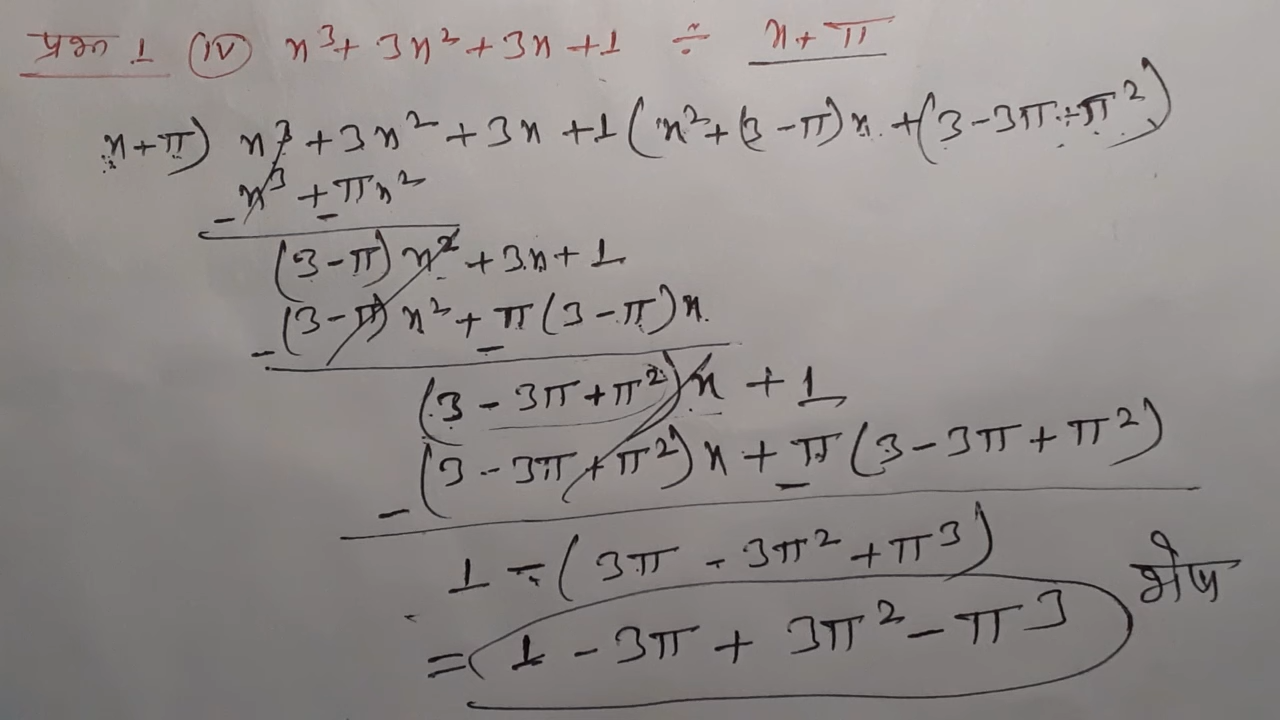 प्रश्न 1 (iv) x³ + 3x² + 3x + 1 ÷ x + π
x + π) x³ + 3x² + 3x + 1 (x² + (3 - π)x + (3 - 3π + π²)
- x³ + πx²
-
(3 - π)x² + 3x + 1
(3 - π)x² + π(3 - π)x
- -
(3 - 3π + π²)x + 1
(3 - 3π + π²)x + π(3 - 3π + π²)
- -
1 - (3π - 3π² + π³)
= 1 - 3π + 3π² - π³ शेष